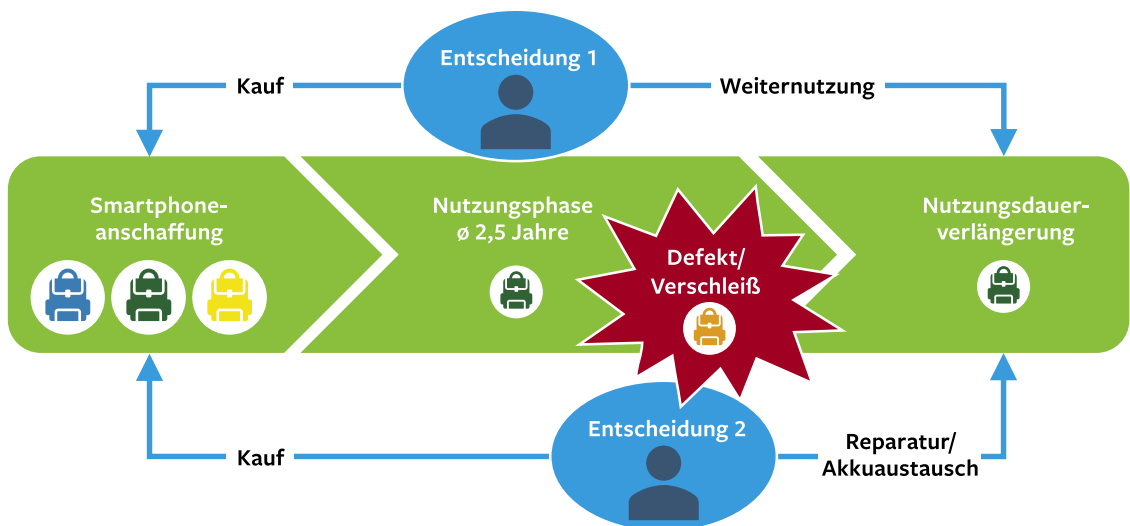 Entscheidung 1
Kauf
Weiternutzung
Smartphone-
anschaffung
Nutzungsphase
ø 2,5 Jahre
Defekt/
Verschleiß
Nutzungsdauer-
verlängerung
Entscheidung 2
Kauf
Reparatur/
Akkuaustausch